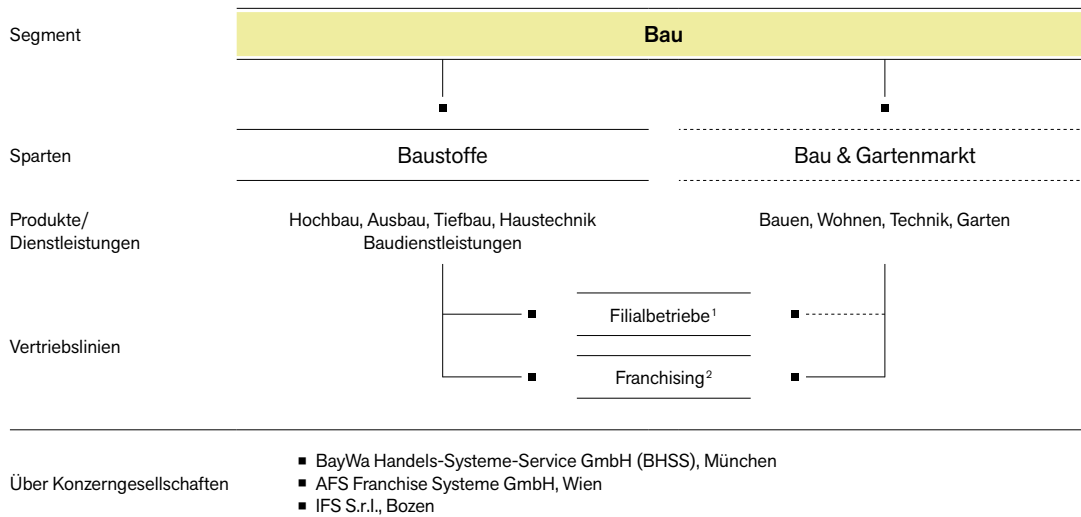 Segment
Bau
Sparten
Baustoffe
Bau & Gartenmarkt
Produkte/
Dienstleistungen
Hochbau, Ausbau, Tiefbau, Haustechnik
Baudienstleistungen
Bauen, Wohnen, Technik, Garten
Vertriebslinien
Filialbetriebe¹
Franchising²
Über Konzerngesellschaften
■ BayWa Handels-Systeme-Service GmbH (BHSS), München
■ AFS Franchise Systeme GmbH, Wien
■ IFS S.r.l., Bozen